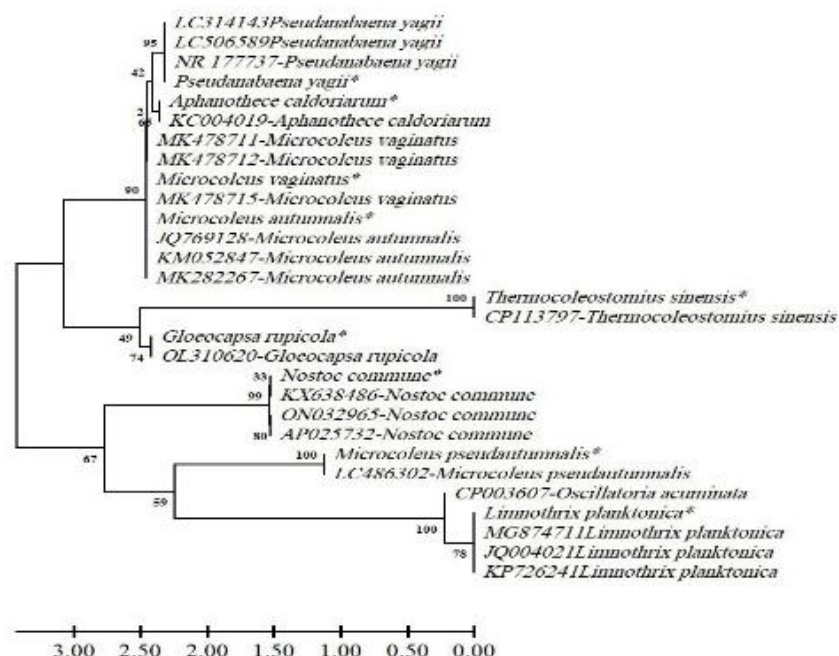 LC314143Pseudanabaena yagii
95
LC506589Pseudanabaena yagii
NR 177737-Pseudanabaena yagii
42
Pseudanabaena yagii*
Aphanothece caldoriarum*
2
KC004019-Aphanothece caldoriarum
MK478711-Microcoleus vaginatus
MK478712-Microcoleus vaginatus
Microcoleus vaginatus*
90
MK478715-Microcoleus vaginatus
Microcoleus autumnalis*
JQ769128-Microcoleus autumnalis
KM052847-Microcoleus autumnalis
MK282267-Microcoleus autumnalis
100
Thermocoleostomius sinensis*
CP113797-Thermocoleostomius sinensis
49
Gloeocapsa rupicola*
74
OL310620-Gloeocapsa rupicola
33
Nostoc commune*
99
KX638486-Nostoc commune
ON032965-Nostoc commune
80
AP025732-Nostoc commune
67
100
Microcoleus pseudautumnalis*
LC486302-Microcoleus pseudautumnalis
59
CP003607-Oscillatoria acuminata
Limnothrix planktonica*
100
MG874711Limnothrix planktonica
78
JQ004021Limnothrix planktonica
KP726241Limnothrix planktonica
3.00 2.50 2.00 1.50 1.00 0.50 0.00